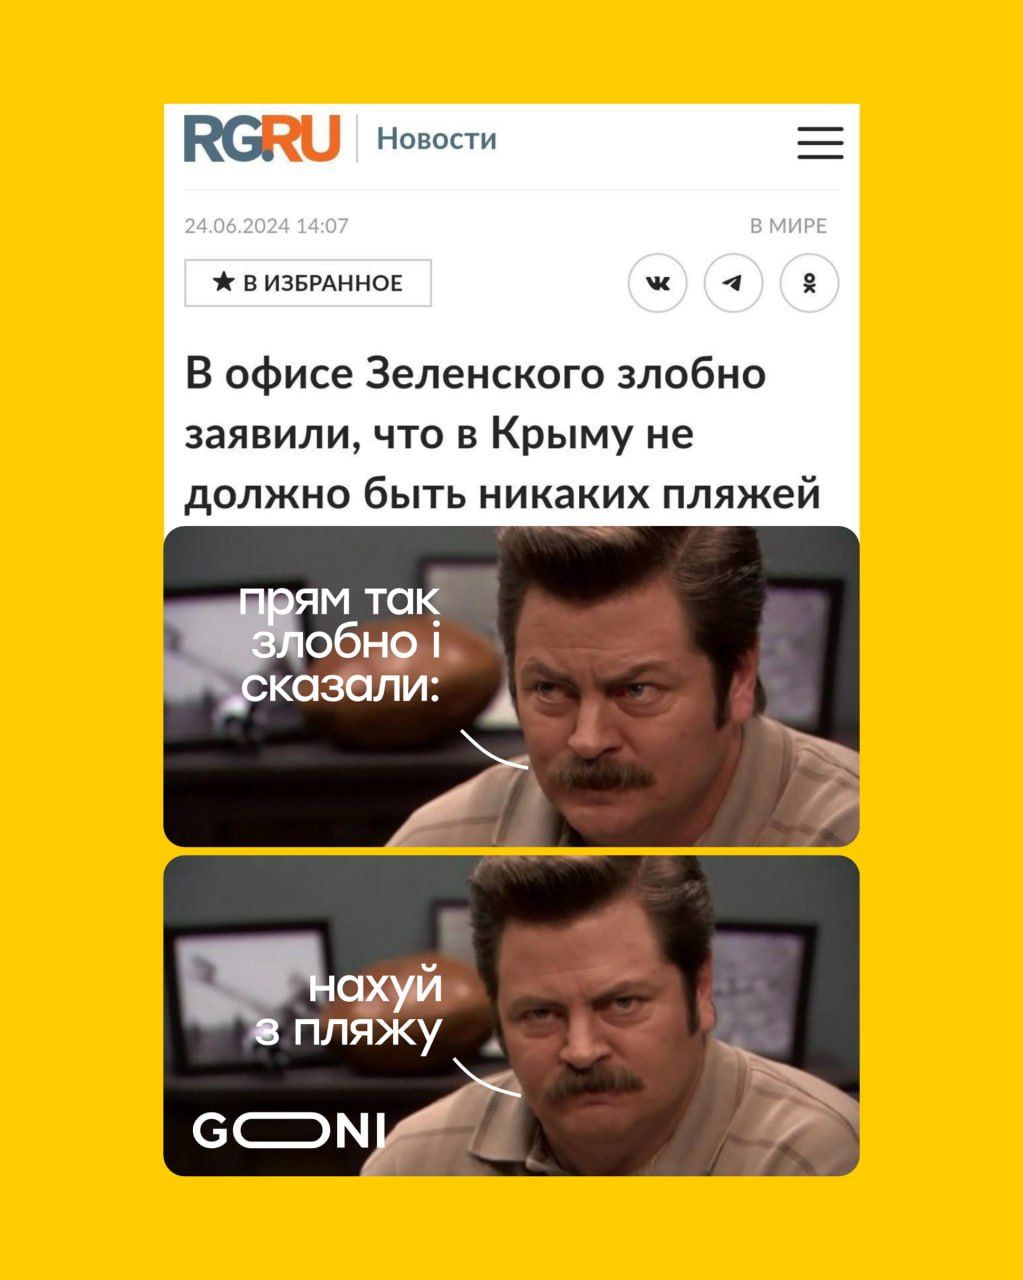 RG.RU Новости
24.06.2024 14:07 В МИРЕ
★ В ИЗБРАННОЕ
В офисе Зеленского злобно
заявили, что в Крыму не
должно быть никаких пляжей
прям так
злобно і
сказали:
нахуй
з пляжу
GONI